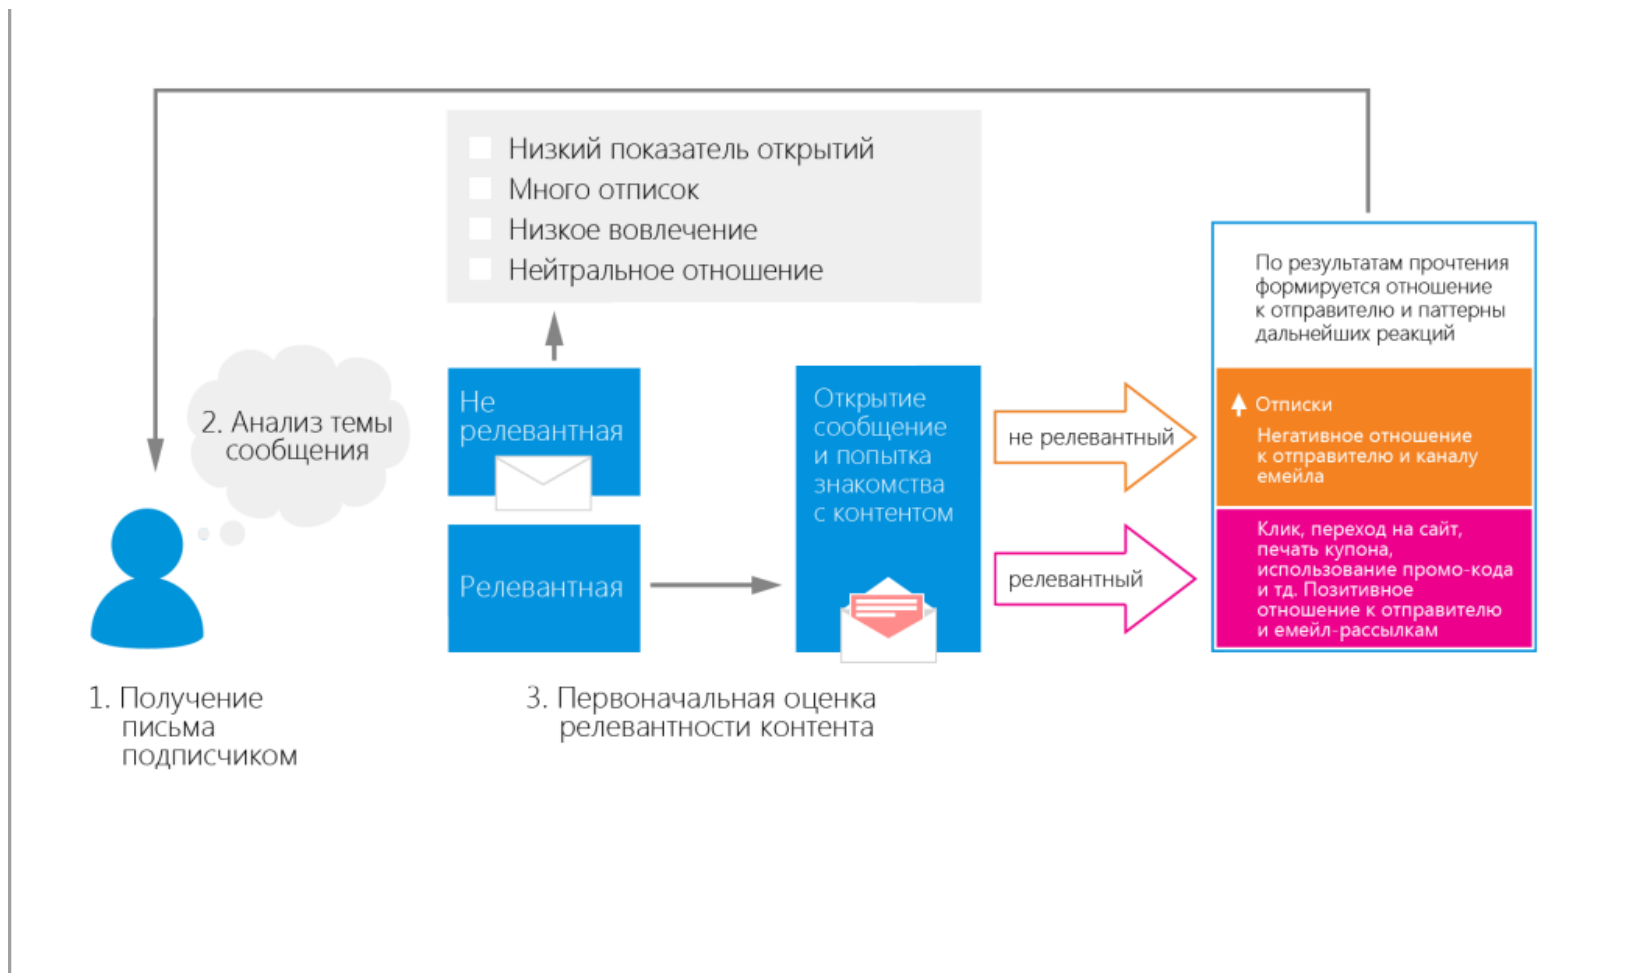 Низкий показатель открытий
Много отписок
Низкое вовлечение
Нейтральное отношение
2. Анализ темы
сообщения
Не
релевантная
Релевантная
Открытие
сообщение
и попытка
знакомства
с контентом
не релевантный
релевантный
По результатам прочтения
формируется отношение
к отправителю и паттерны
дальнейших реакций
Отписки
Негативное отношение
к отправителю и каналу
емейла
Клик, переход на сайт,
печать купона,
использование промо-кода
и тд. Позитивное
отношение к отправителю
и емейл-рассылкам
1. Получение
письма
подписчиком
3. Первоначальная оценка
релевантности контента